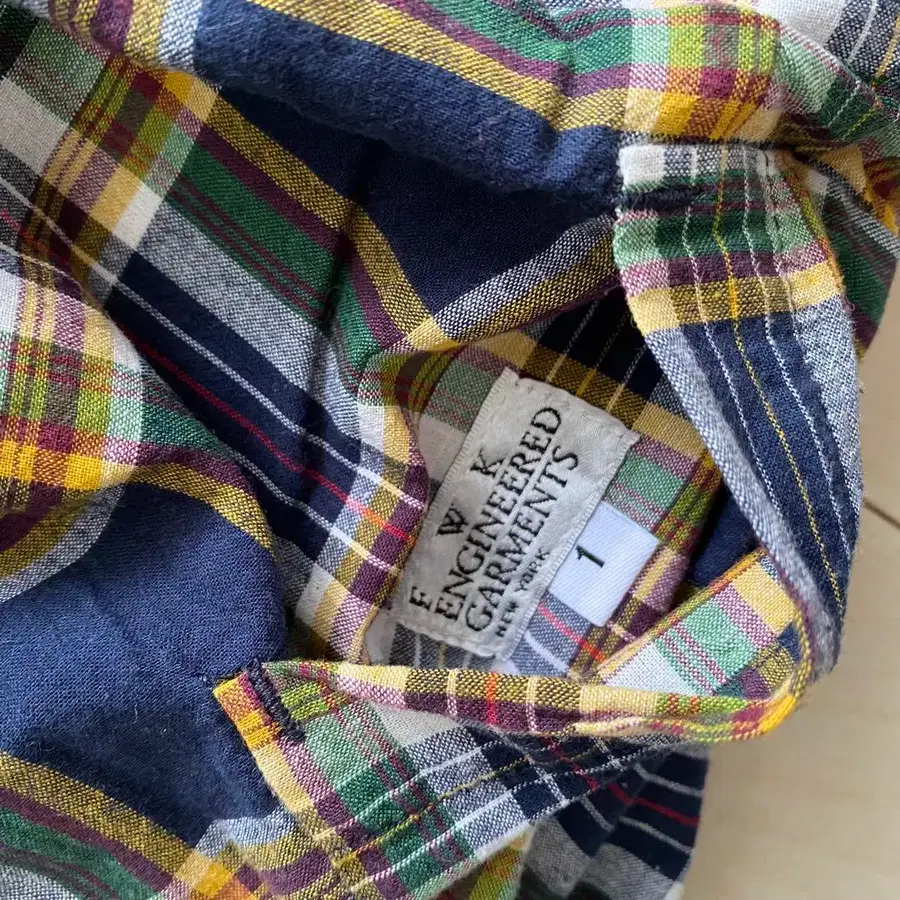 F W K
ENGINEERED
GARMENTS
NEW YORK
1